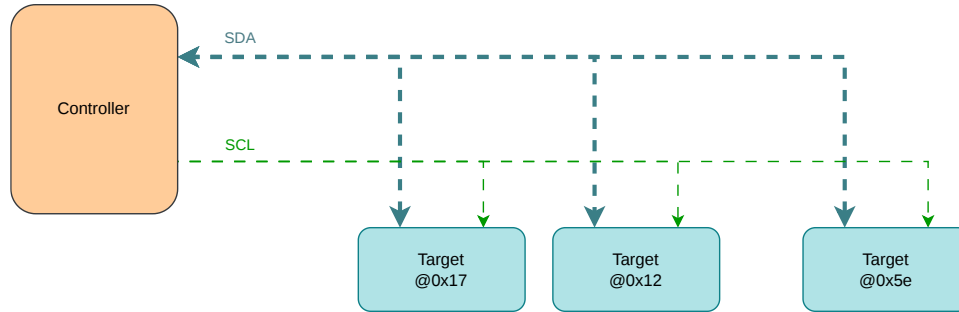 SDA
Controller
SCL
Target
@0x17
Target
@0x12
Target
@0x5e